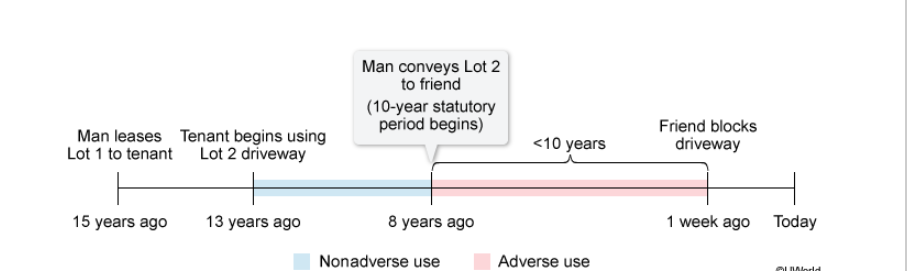 Man conveys Lot 2
to friend
(10-year statutory
period begins)
Man leases
Lot 1 to tenant
Tenant begins using
Lot 2 driveway
<10 years
Friend blocks
driveway
15 years ago
13 years ago
8 years ago
1 week ago
Today
Nonadverse use
Adverse use
©UWorld